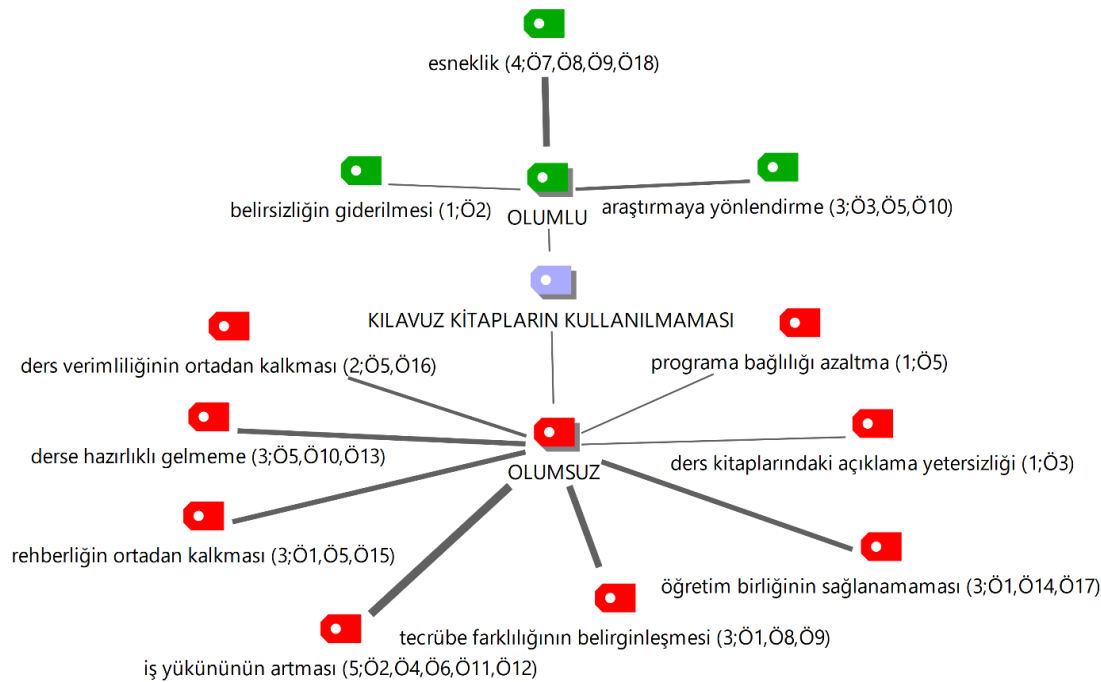 esneklik (4;Ö7,Ö8,Ö9,Ö18)
belirsizliğin giderilmesi (1;Ö2)
OLUMLU
araştırmaya yönlendirme (3;Ö3,Ö5,Ö10)
KILAVUZ KİTAPLARIN KULLANILMAMASI
ders verimliliğinin ortadan kalkması (2;Ö5,Ö16)
programa bağlılığı azaltma (1;Ö5)
derse hazırlıklı gelmeme (3;Ö5,Ö10,Ö13)
OLUMSUZ
ders kitaplarındaki açıklama yetersizliği (1;Ö3)
rehberliğin ortadan kalkması (3;Ö1,Ö5,Ö15)
öğretim birliğinin sağlanamaması (3;Ö1,Ö14,Ö17)
tecrübe farklılığının belirginleşmesi (3;Ö1,Ö8,Ö9)
iş yükününün artması (5;Ö2,Ö4,Ö6,Ö11,Ö12)